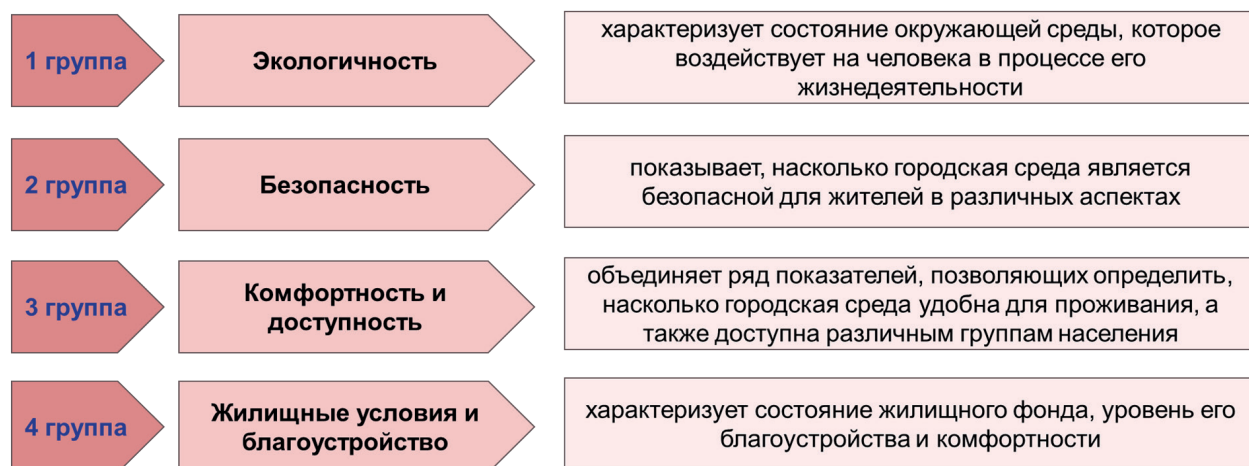 1 группа
Экологичность
характеризует состояние окружающей среды, которое
воздействует на человека в процессе его
жизнедеятельности
2 группа
Безопасность
показывает, насколько городская среда является
безопасной для жителей в различных аспектах
3 группа
Комфортность и
доступность
объединяет ряд показателей, позволяющих определить,
насколько городская среда удобна для проживания, а
также доступна различным группам населения
4 группа
Жилищные условия и
благоустройство
характеризует состояние жилищного фонда, уровень его
благоустройства и комфортности